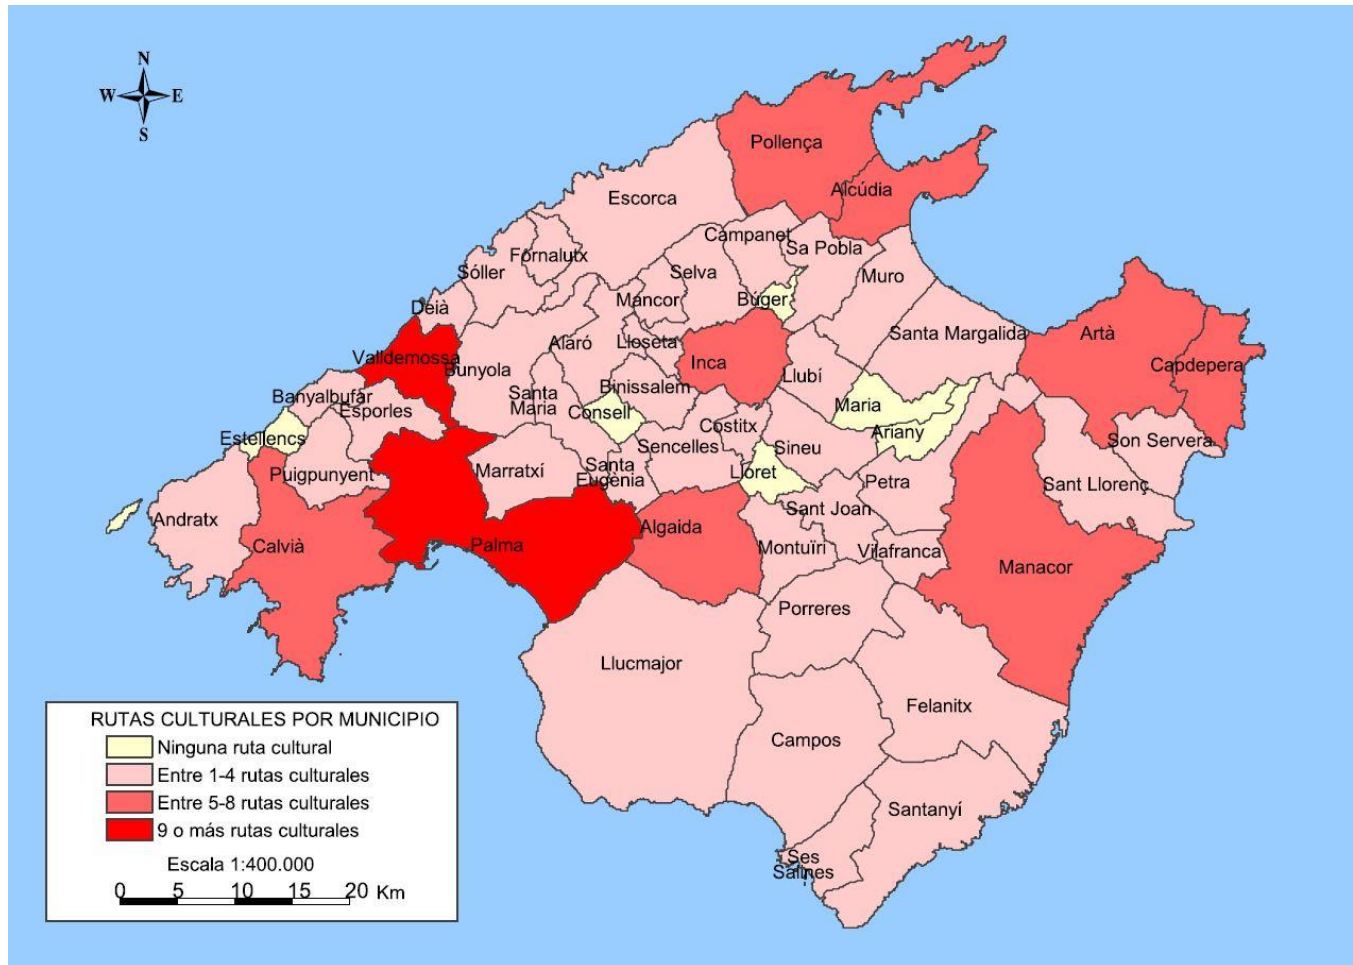 N
W
E
S
Pollença
Alcúdia
Escorca
Campanet
Sa Pobla
Fornalutx
Sóller
Selva
Muro
Mancor
Búger
Deià
Santa Margalida
Artà
Alaró
Lloseta
Valldemossa
Bunyola
Inca
Capdepera
Llubí
Binissalem
Banyalbufar
Santa
Maria
Esporles
Consell
Maria
Costitx
Ariany
Estellencs
Sencelles
Sineu
Son Servera
Puigpunyent
Marratxí
Santa
Eugènia
Lloret
Petra
Sant Llorenç
Sant Joan
Andratx
Calvià
Palma
Algaida
Montuïri
Vilafranca
Manacor
Porreres
Llucmajor
Felanitx
Campos
Santanyí
Ses
Salines
RUTAS CULTURALES POR MUNICIPIO
Ninguna ruta cultural
Entre 1-4 rutas culturales
Entre 5-8 rutas culturales
9 o más rutas culturales
Escala 1:400.000
0 5 10 15 20 Km